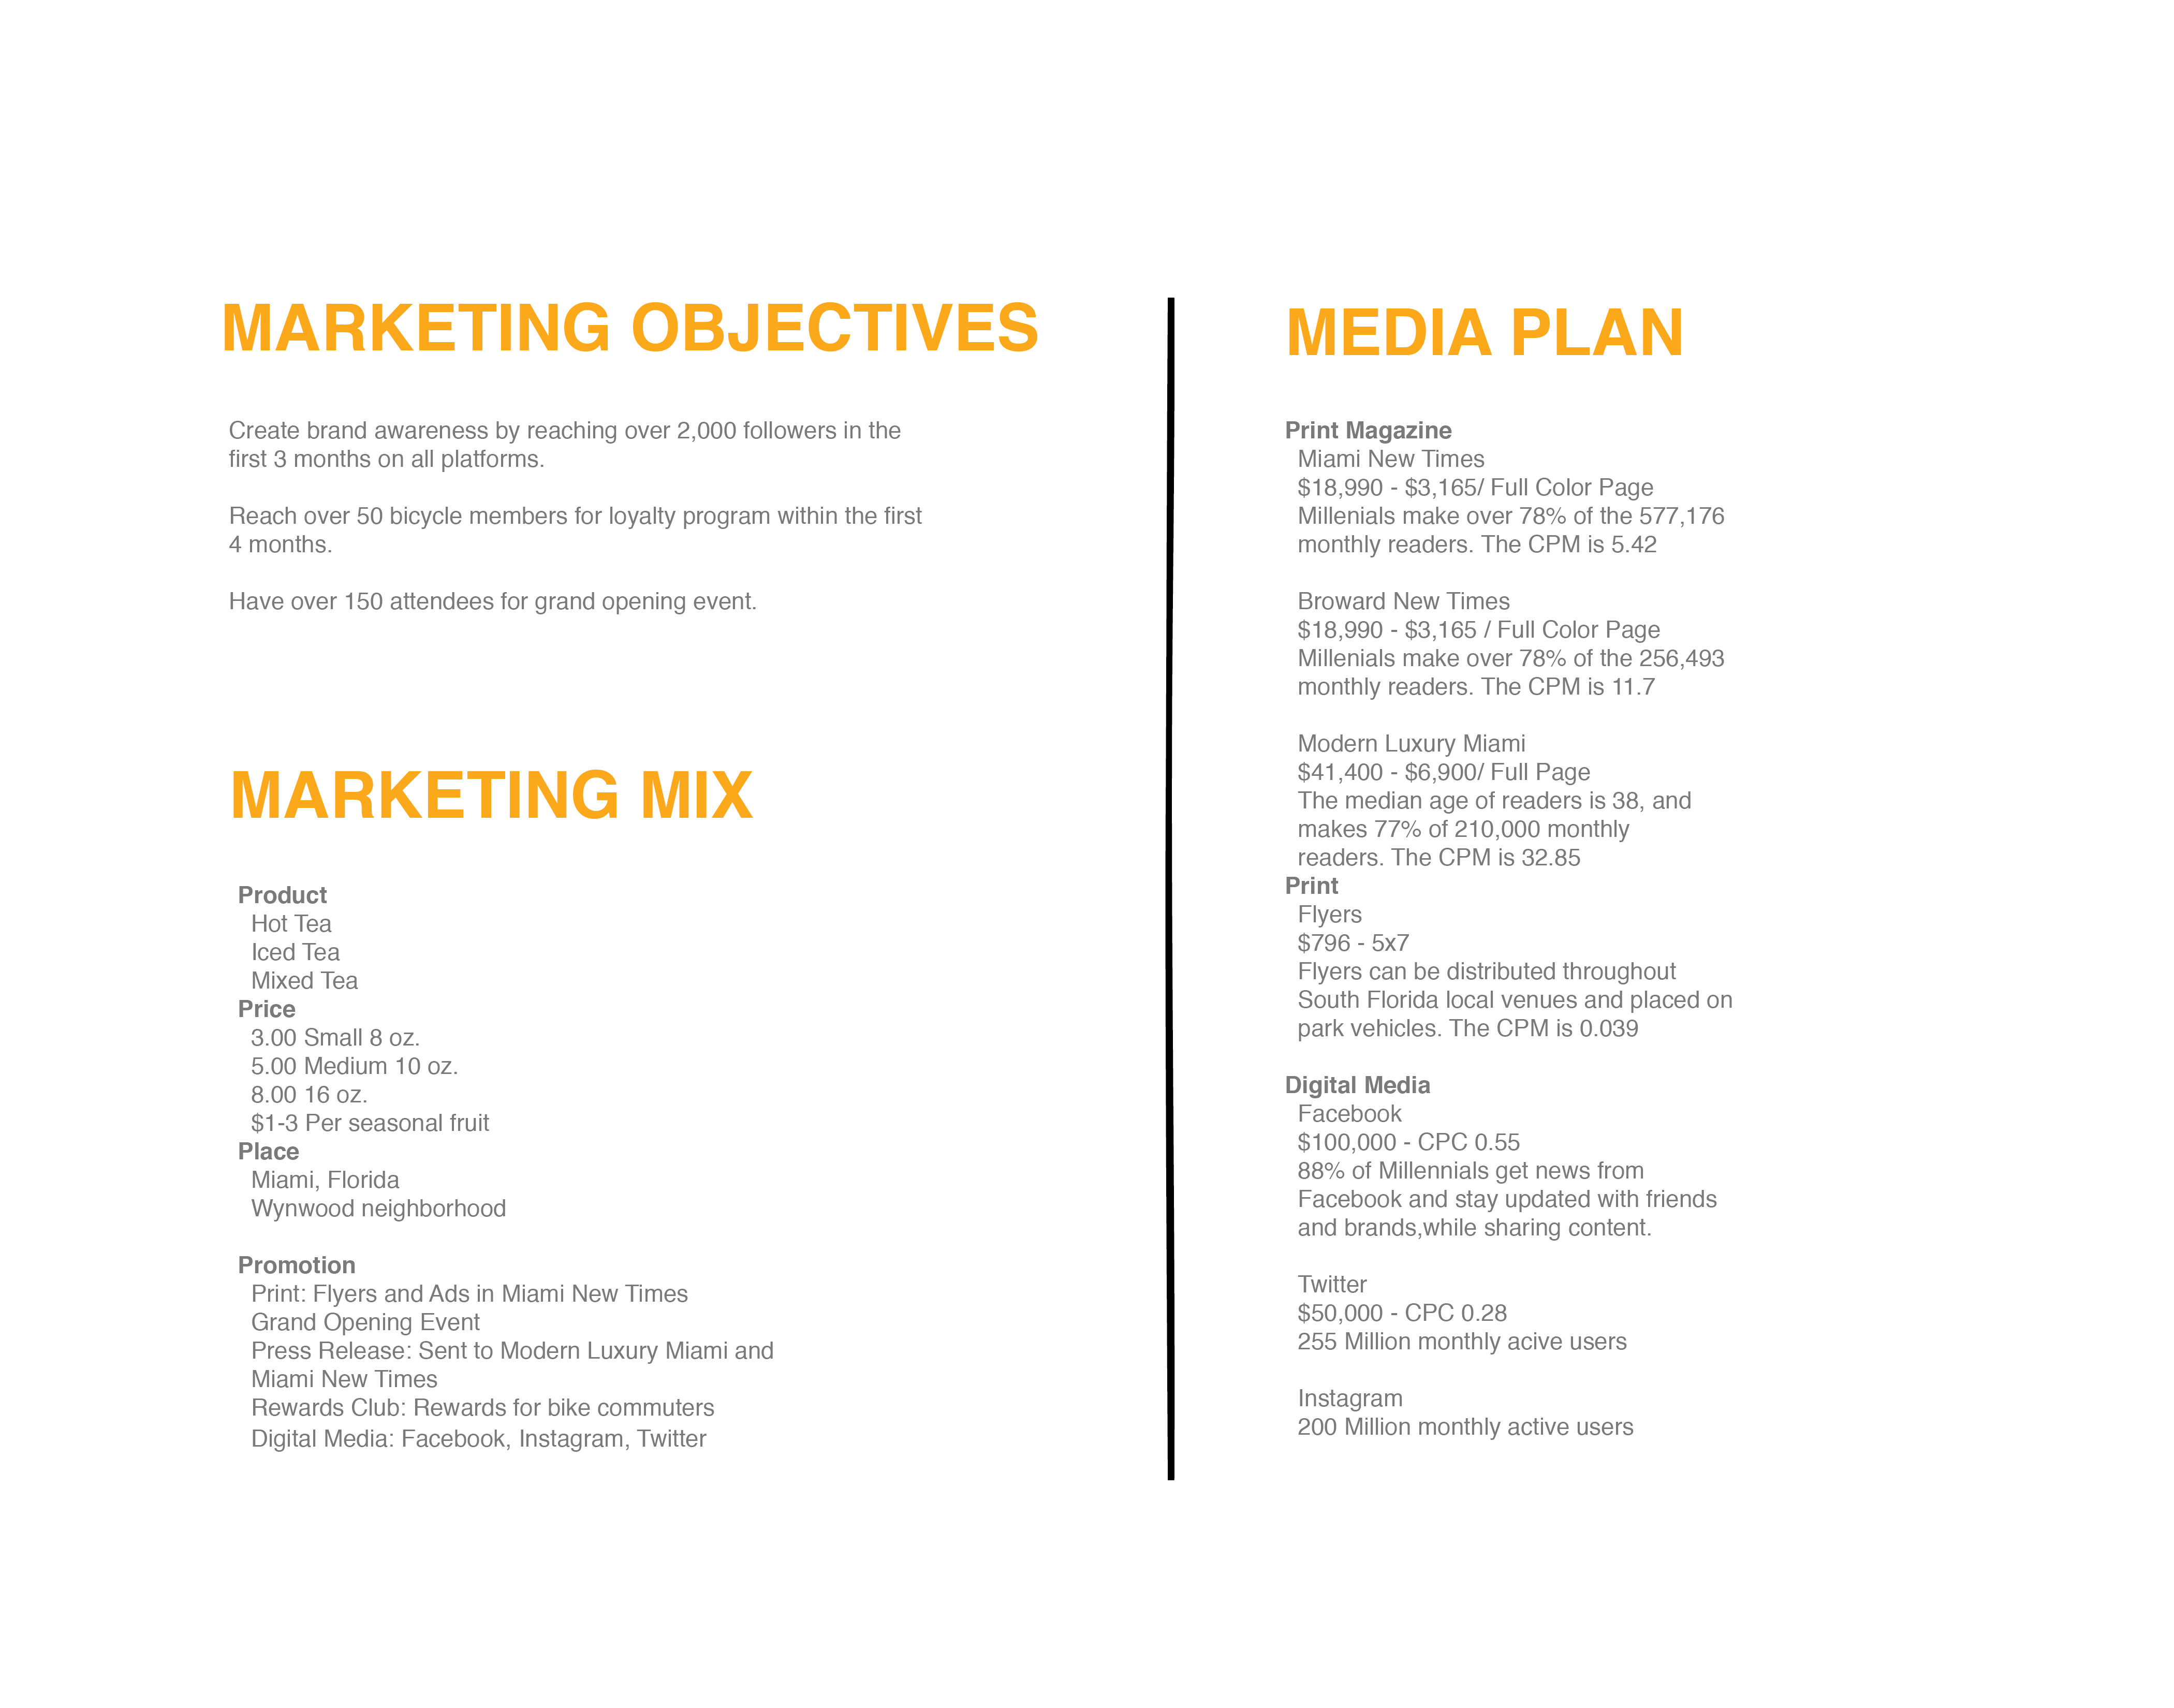 MARKETING OBJECTIVES
Create brand awareness by reaching over 2,000 followers in the
first 3 months on all platforms.
Reach over 50 bicycle members for loyalty program within the first
4 months.
Have over 150 attendees for grand opening event.
MARKETING MIX
Product
Hot Tea
Iced Tea
Mixed Tea
Price
3.00 Small 8 oz.
5.00 Medium 10 oz.
8.00 16 oz.
$1-3 Per seasonal fruit
Place
Miami, Florida
Wynwood neighborhood
Promotion
Print: Flyers and Ads in Miami New Times
Grand Opening Event
Press Release: Sent to Modern Luxury Miami and
Miami New Times
Rewards Club: Rewards for bike commuters
Digital Media: Facebook, Instagram, Twitter
MEDIA PLAN
Print Magazine
Miami New Times
$18,990 - $3,165/ Full Color Page
Millenials make over 78% of the 577,176
monthly readers. The CPM is 5.42
Broward New Times
$18,990 - $3,165 / Full Color Page
Millenials make over 78% of the 256,493
monthly readers. The CPM is 11.7
Modern Luxury Miami
$41,400 - $6,900/ Full Page
The median age of readers is 38, and
makes 77% of 210,000 monthly
readers. The CPM is 32.85
Print
Flyers
$796 - 5x7
Flyers can be distributed throughout
South Florida local venues and placed on
park vehicles. The CPM is 0.039
Digital Media
Facebook
$100,000 - CPC 0.55
88% of Millennials get news from
Facebook and stay updated with friends
and brands,while sharing content.
Twitter
$50,000 - CPC 0.28
255 Million monthly acive users
Instagram
200 Million monthly active users